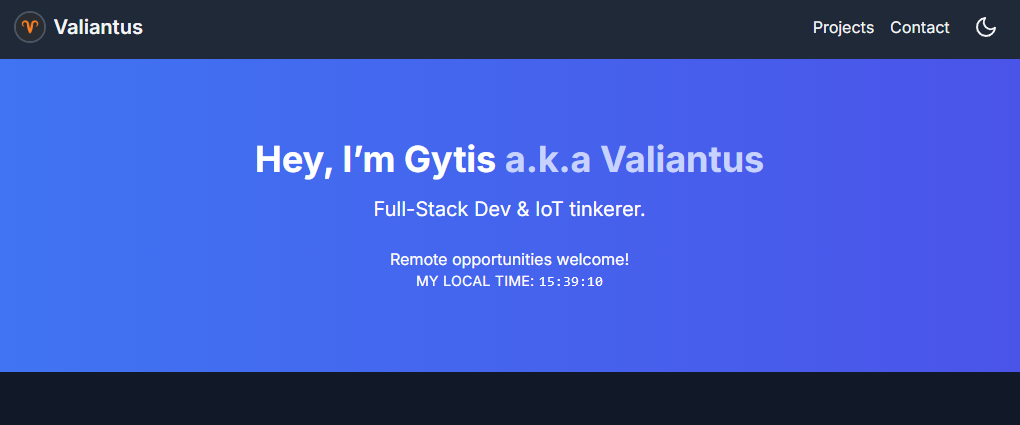 Valiantus
Projects
Contact
Hey, I’m Gytis a.k.a Valiantus
Full-Stack Dev & IoT tinkerer.
Remote opportunities welcome!
MY LOCAL TIME: 15:39:10